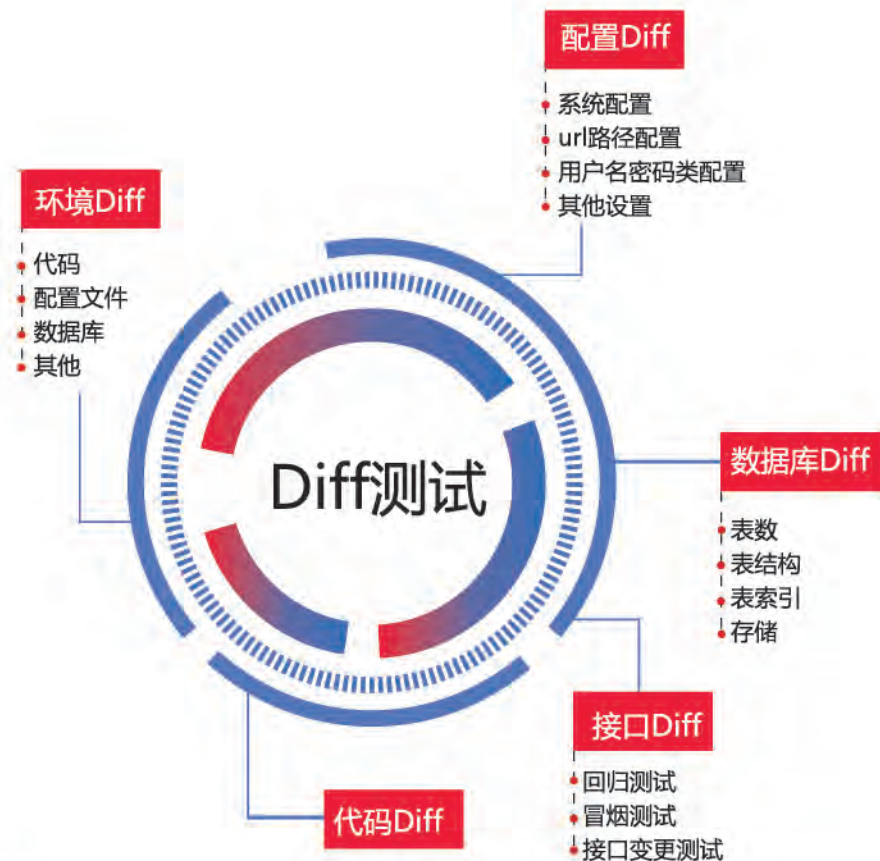 配置Diff
系统配置
url路径配置
用户名密码类配置
其他设置
环境Diff
代码
配置文件
数据库
其他
Diff测试
数据库Diff
表数
表结构
表索引
存储
接口Diff
回归测试
冒烟测试
接口变更测试
代码Diff